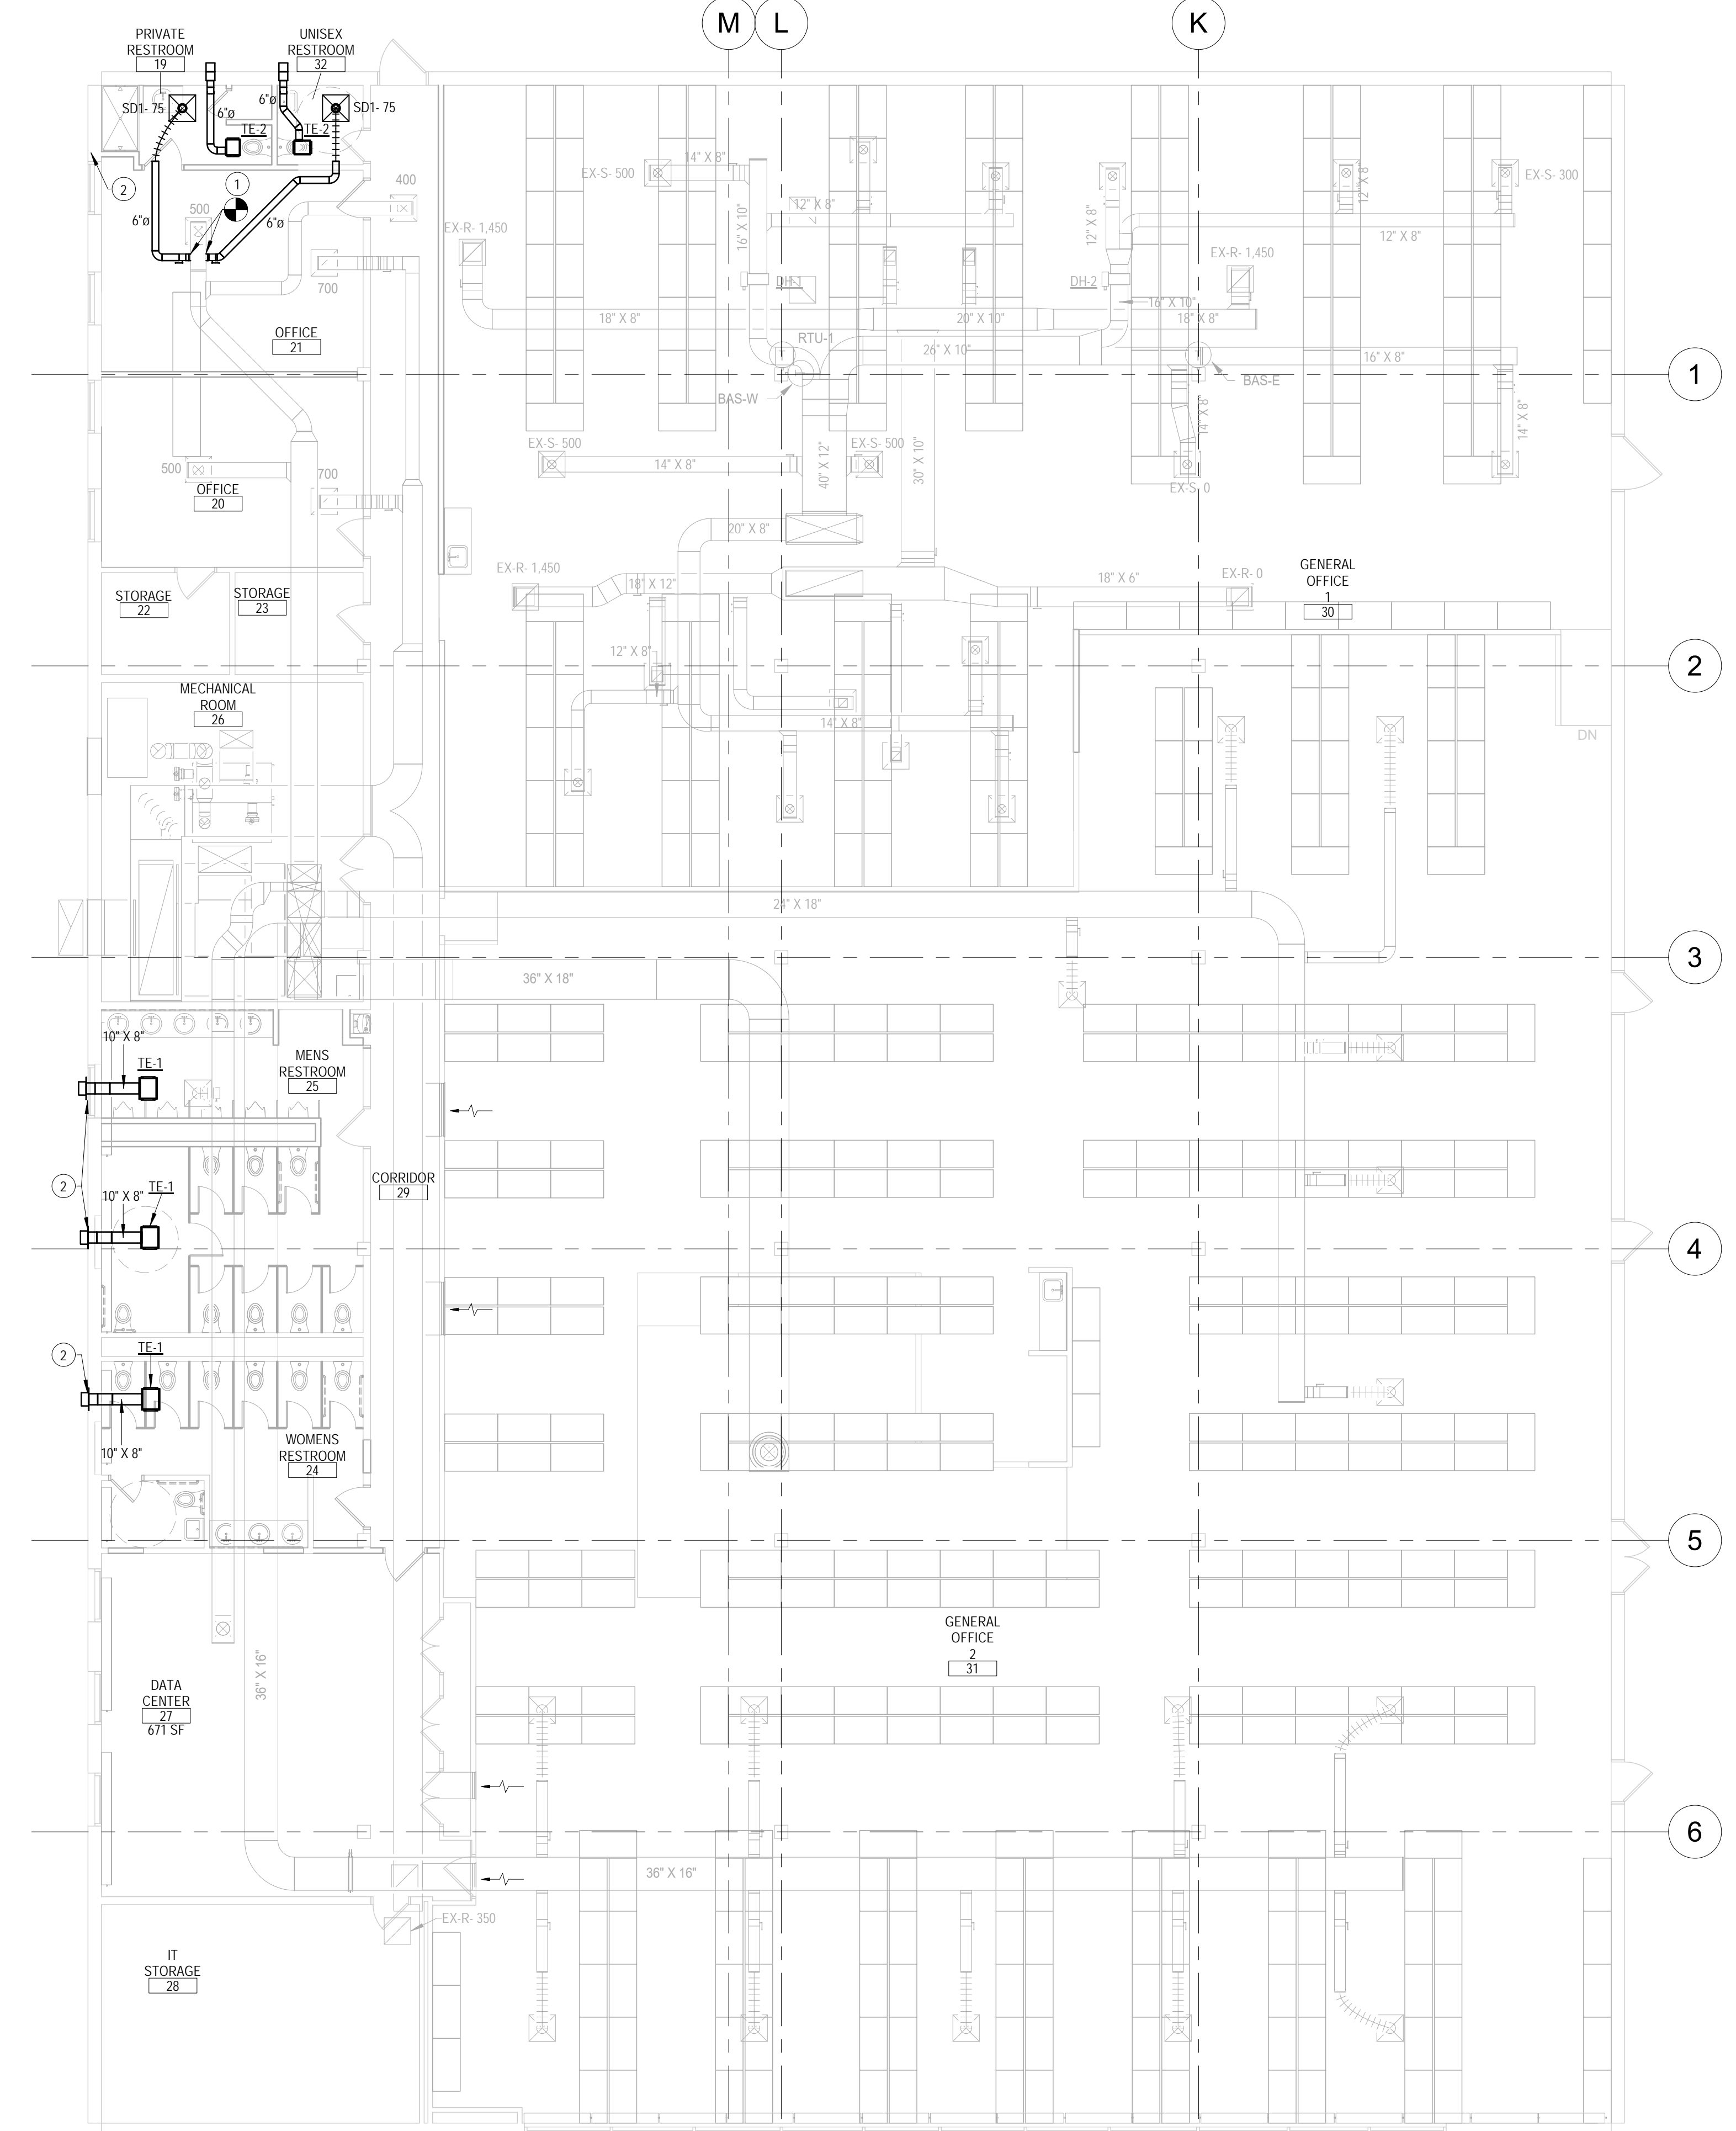 M
L
K
PRIVATE
RESTROOM
19
UNISEX
RESTROOM
32
SD1- 75
6"ø
6"ø
SD1- 75
TE-2
TE-2
2
1
400
500
6"ø
6"ø
700
OFFICE
21
14" X 8"
EX-S- 500
16" X 10"
12" X 8"
12" X 8"
12" X 8"
EX-S- 300
12" X 8"
EX-R- 1,450
EX-R- 1,450
DH-1
DH-2
16" X 10"
18" X 8"
20" X 10"
18" X 8"
RTU-1
26" X 10"
16" X 8"
1
BAS-W
BAS-E
14" X 8"
14" X 8"
EX-S- 500
EX-S- 500
14" X 8"
40" X 12"
30" X 10"
EX-S- 0
500
700
OFFICE
20
20" X 8"
EX-R- 1,450
18" X 12"
18" X 6"
EX-R- 0
GENERAL
OFFICE
1
30
STORAGE
22
STORAGE
23
12" X 8"
2
MECHANICAL
ROOM
26
14" X 8"
DN
24" X 18"
3
36" X 18"
10" X 8"
TE-1
MENS
RESTROOM
25
CORRIDOR
29
2
10" X 8"
TE-1
4
2
TE-1
10" X 8"
WOMENS
RESTROOM
24
5
GENERAL
OFFICE
2
31
36" X 16"
DATA
CENTER
27
671 SF
6
36" X 16"
EX-R- 350
IT
STORAGE
28